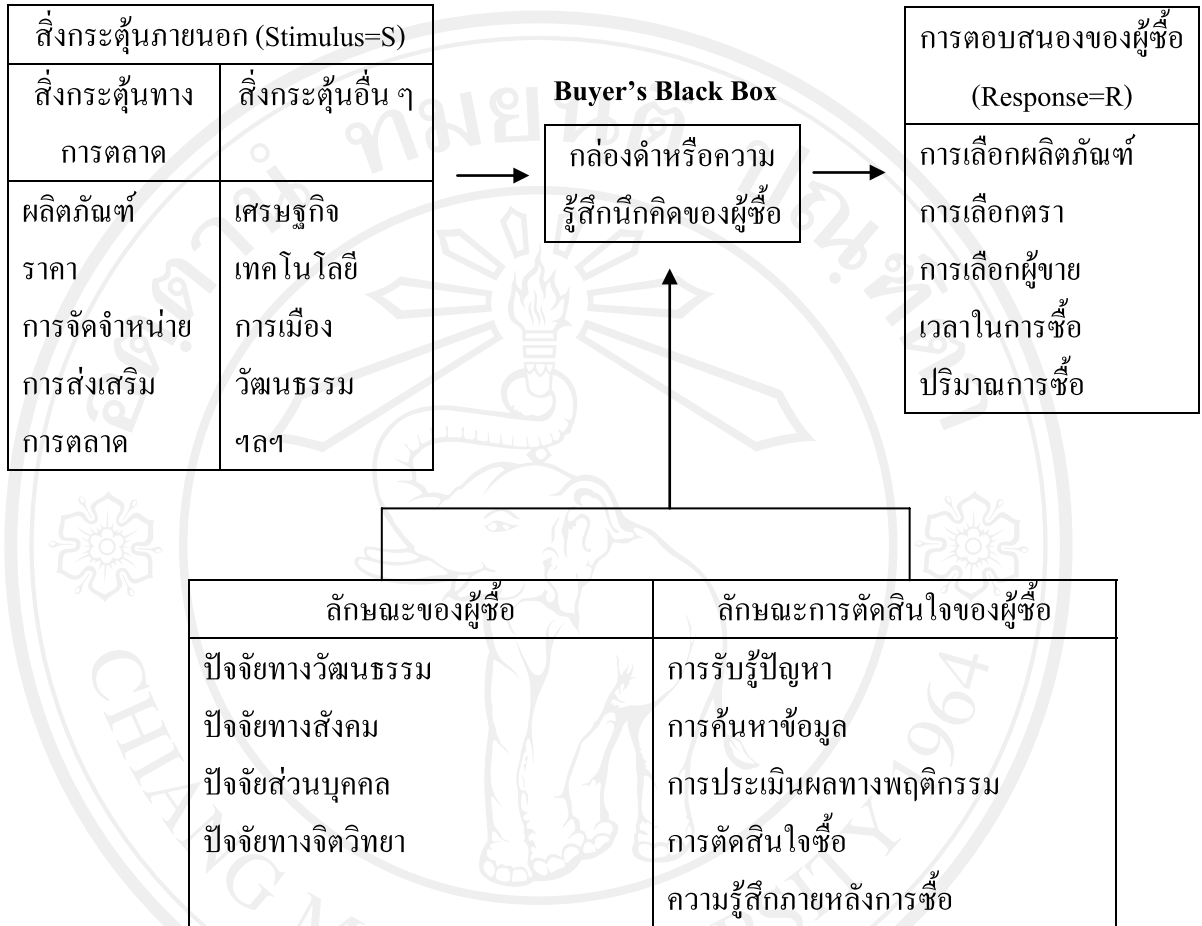 สิ่งกระตุ้นภายนอก (Stimulus=S)
สิ่งกระตุ้นทาง
การตลาด
สิ่งกระตุ้นอื่น ๆ
ผลิตภัณฑ์
ราคา
การจัดจำหน่าย
การส่งเสริม
การตลาด
เศรษฐกิจ
เทคโนโลยี
การเมือง
วัฒนธรรม
ฯลฯ
Buyer’s Black Box
กล่องดำหรือความ
รู้สึกนึกคิดของผู้ซื้อ
การตอบสนองของผู้ซื้อ
(Response=R)
การเลือกผลิตภัณฑ์
การเลือกตรา
การเลือกผู้ขาย
เวลาในการซื้อ
ปริมาณการซื้อ
ลักษณะของผู้ซื้อ
ปัจจัยทางวัฒนธรรม
ปัจจัยทางสังคม
ปัจจัยส่วนบุคคล
ปัจจัยทางจิตวิทยา
ลักษณะการตัดสินใจของผู้ซื้อ
การรับรู้ปัญหา
การค้นหาข้อมูล
การประเมินผลทางพฤติกรรม
การตัดสินใจซื้อ
ความรู้สึกภายหลังการซื้อ
CHIANG
1964